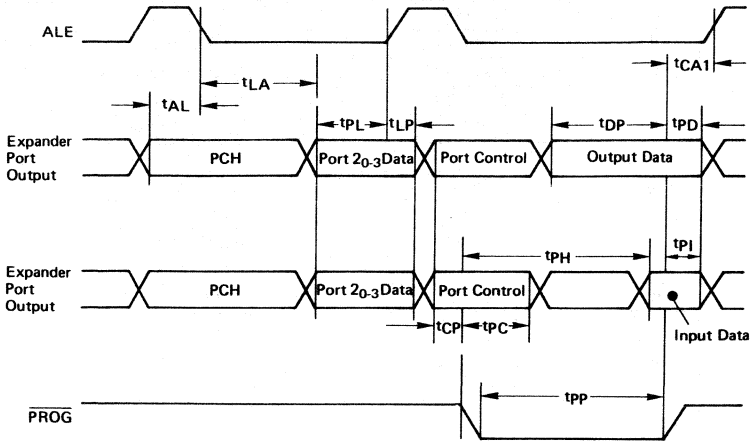 ALE
tCA1
tLA
tAL
tPL
tLP
tDP
tPD
Expander
Port
Output
PCH
Port 20-3Data
Port Control
Output Data
tPH
tPI
Expander
Port
Output
PCH
Port 20-3Data
Port Control
Input Data
tCP
tPC
tPP
PROG